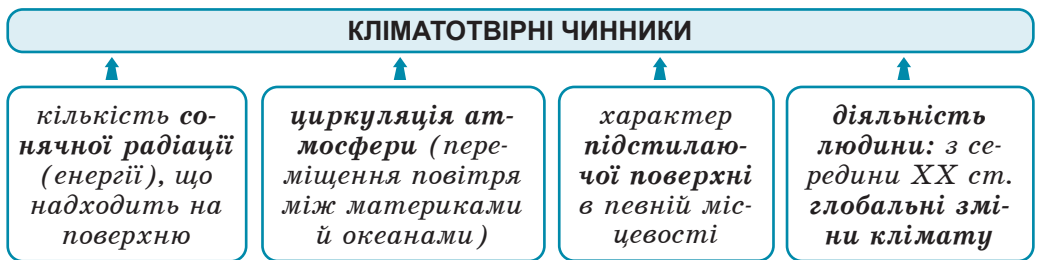 КЛІМАТОТВІРНІ ЧИННИКИ
кількість со-
нячної радіації
(енергії), що
надходить на
поверхню
циркуляція ат-
мосфери (пере-
міщення повітря
між материками
й океанами)
характер
підстилаю-
чої поверхні
в певній міс-
цевості
діяльність
людини: з се-
редини XX ст.
глобальні змі-
ни клімату